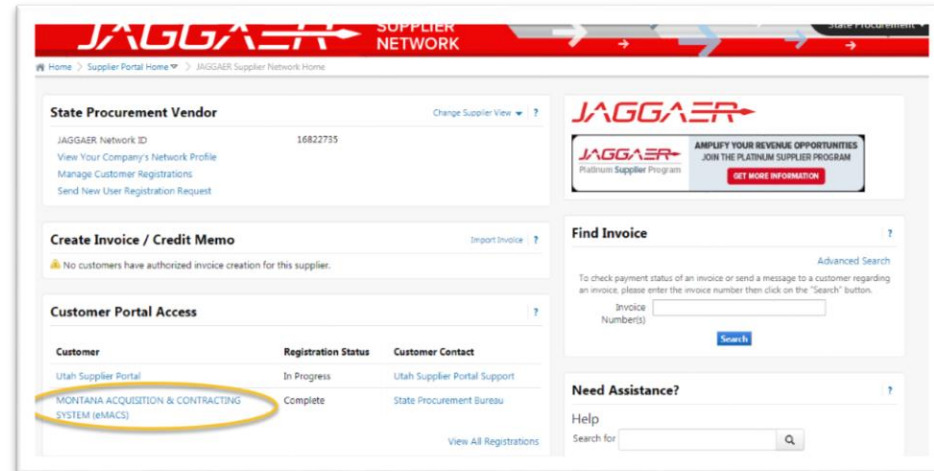 JAGGAER
SUPPLIER
NETWORK
State Procurement
Home > Supplier Portal Home > JAGGAER Supplier Network Home
State Procurement Vendor
Change Supplier View ?
JAGGAER Network ID 16822735
View Your Company's Network Profile
Manage Customer Registrations
Send New User Registration Request
Create Invoice / Credit Memo
Import Invoice ?
No customers have authorized invoice creation for this supplier.
Customer Portal Access ?
Customer Registration Status Customer Contact
Utah Supplier Portal In Progress Utah Supplier Portal Support
MONTANA ACQUISITION & CONTRACTING Complete State Procurement Bureau
SYSTEM (eMACS)
View All Registrations
JAGGAER
JAGGAER
Platinum Supplier Program
AMPLIFY YOUR REVENUE OPPORTUNITIES
JOIN THE PLATINUM SUPPLIER PROGRAM
GET MORE INFORMATION
Find Invoice ?
Advanced Search
To check payment status of an invoice or send a message to a customer regarding
an invoice, please enter the invoice number then click on the "Search" button.
Invoice
Number(s)
Search
Need Assistance? ?
Help
Search for